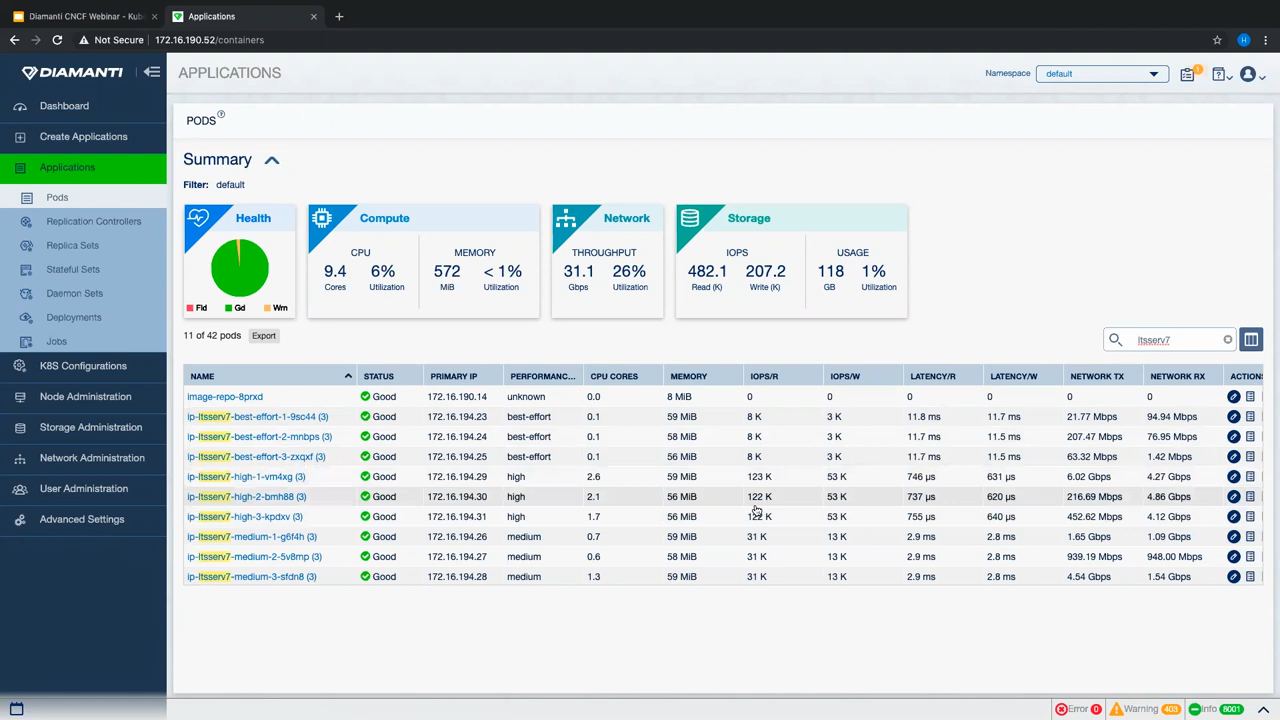 Diamanti CNCF Webinar - Kub
Applications
Not Secure
172.16.190.52/containers
H
DIAMANTI
APPLICATIONS
Namespace
default
1
Dashboard
Create Applications
Applications
Pods
Replication Controllers
Replica Sets
Stateful Sets
Daemon Sets
Deployments
Jobs
K8S Configurations
Node Administration
Storage Administration
Network Administration
User Administration
Advanced Settings
PODS
Summary
Filter: default
Health
Fld Gd Wrn
Compute
CPU MEMORY
9.4 6% 572 < 1%
Cores Utilization MiB Utilization
Network
THROUGHPUT
31.1 26%
Gbps Utilization
Storage
IOPS USAGE
482.1 207.2 118 1%
Read (K) Write (K) GB Utilization
11 of 42 pods Export
ltsserv7
NAME STATUS PRIMARY IP PERFORMANC... CPU CORES MEMORY IOPS/R IOPS/W LATENCY/R LATENCY/W NETWORK TX NETWORK RX ACTIONS
image-repo-8prxd Good 172.16.190.14 unknown 0.0 8 MiB 0 0 0 0 0 0
ip-ltsserv7-best-effort-1-9sc44 (3) Good 172.16.194.23 best-effort 0.1 59 MiB 8 K 3 K 11.8 ms 11.7 ms 21.77 Mbps 94.94 Mbps
ip-ltsserv7-best-effort-2-mnbps (3) Good 172.16.194.24 best-effort 0.1 58 MiB 8 K 3 K 11.7 ms 11.5 ms 207.47 Mbps 76.95 Mbps
ip-ltsserv7-best-effort-3-zxqxf (3) Good 172.16.194.25 best-effort 0.1 59 MiB 8 K 3 K 11.7 ms 11.5 ms 63.32 Mbps 1.42 Mbps
ip-ltsserv7-high-1-vm4xg (3) Good 172.16.194.29 high 2.6 59 MiB 123 K 53 K 746 µs 631 µs 6.02 Gbps 4.27 Gbps
ip-ltsserv7-high-2-bmh88 (3) Good 172.16.194.30 high 2.1 56 MiB 122 K 53 K 737 µs 620 µs 216.69 Mbps 4.86 Gbps
ip-ltsserv7-high-3-kpdxv (3) Good 172.16.194.31 high 1.7 56 MiB 122 K 53 K 755 µs 640 µs 452.62 Mbps 4.12 Gbps
ip-ltsserv7-medium-1-g6f4h (3) Good 172.16.194.26 medium 0.7 59 MiB 31 K 13 K 2.9 ms 2.8 ms 1.65 Gbps 1.09 Gbps
ip-ltsserv7-medium-2-5v8mp (3) Good 172.16.194.27 medium 0.6 58 MiB 31 K 13 K 2.9 ms 2.8 ms 939.19 Mbps 948.00 Mbps
ip-ltsserv7-medium-3-sfdn8 (3) Good 172.16.194.28 medium 1.3 59 MiB 31 K 13 K 2.9 ms 2.8 ms 4.54 Gbps 1.54 Gbps
Error 0 Warning 403 Info 8001